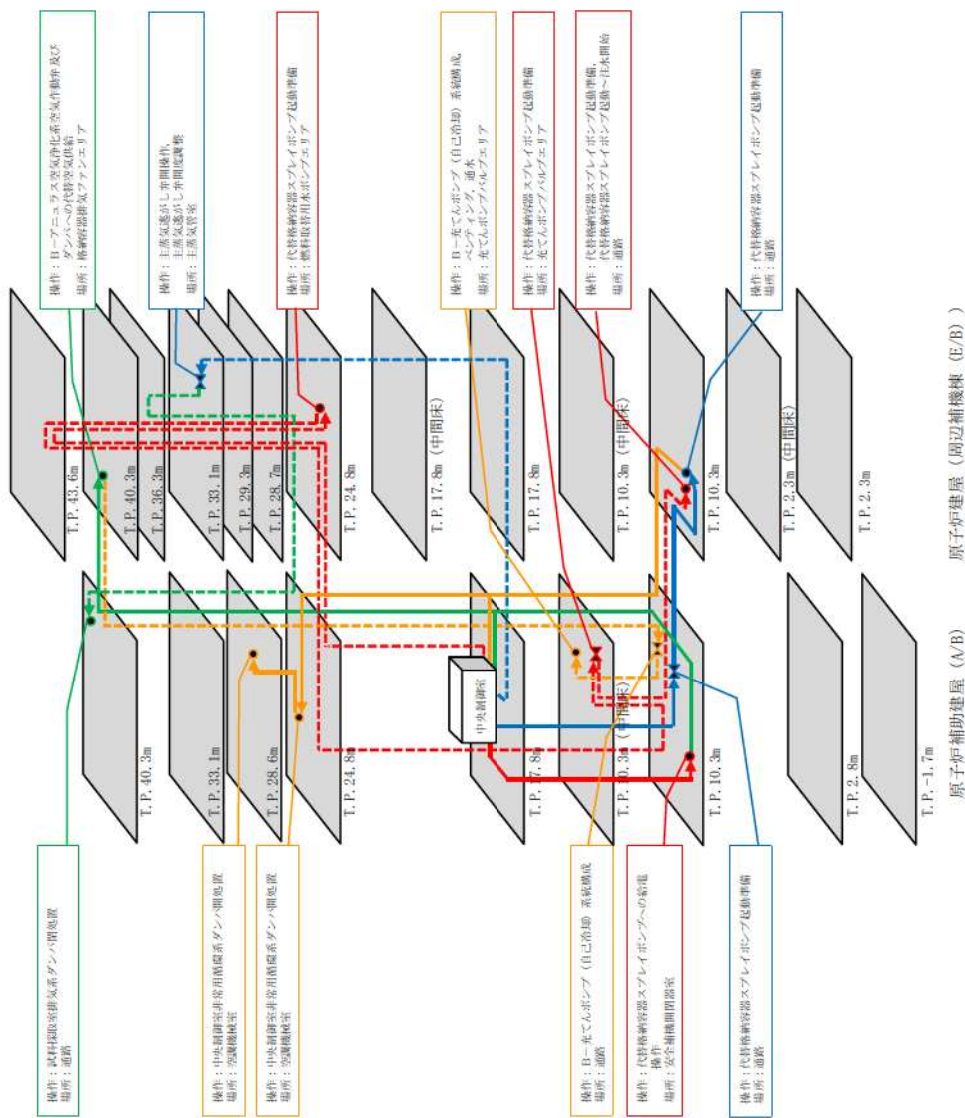 操作：B－アニュラス空気浄化系空気作動弁及び
ダンパへの代替空気供給
場所：格納容器排気ファンエリア
操作：主蒸気逃がし弁開操作，
主蒸気逃がし弁開度調整
場所：主蒸気管室
操作：代替格納容器スプレイポンプ起動準備
場所：燃料取替用水ポンプエリア
操作：B－充てんポンプ（自己冷却）系統構成，
ベンティング，通水
場所：充てんポンプバルブエリア
操作：代替格納容器スプレイポンプ起動準備
場所：充てんポンプバルブエリア
操作：代替格納容器スプレイポンプ起動準備，
代替格納容器スプレイポンプ起動～注水開始
場所：通路
操作：代替格納容器スプレイポンプ起動準備
場所：通路
T.P. 43.6m
T.P. 40.3m
T.P. 36.3m
T.P. 33.1m
T.P. 29.3m
T.P. 28.7m
T.P. 24.8m
T.P. 17.8m (中間床)
T.P. 17.8m
T.P. 10.3m (中間床)
T.P. 10.3m
T.P. 2.3m (中間床)
T.P. 2.3m
原子炉建屋（周辺補機棟（E/B））
T.P. 40.3m
T.P. 33.1m
T.P. 28.6m
T.P. 24.8m
中央制御室
T.P. 17.8m
T.P. 10.3m (中間床)
T.P. 10.3m
T.P. 2.8m
T.P. -1.7m
原子炉補助建屋（A/B）
操作：試料採取室排気系ダンパ閉処置
場所：通路
操作：中央制御室非常用循環系ダンパ開処置
場所：空調機械室
操作：中央制御室非常用循環系ダンパ開処置
場所：空調機械室
操作：B－充てんポンプ（自己冷却）系統構成
場所：通路
操作：代替格納容器スプレイポンプへの給電
操作
場所：安全補機開閉器室
操作：代替格納容器スプレイポンプ起動準備
場所：通路